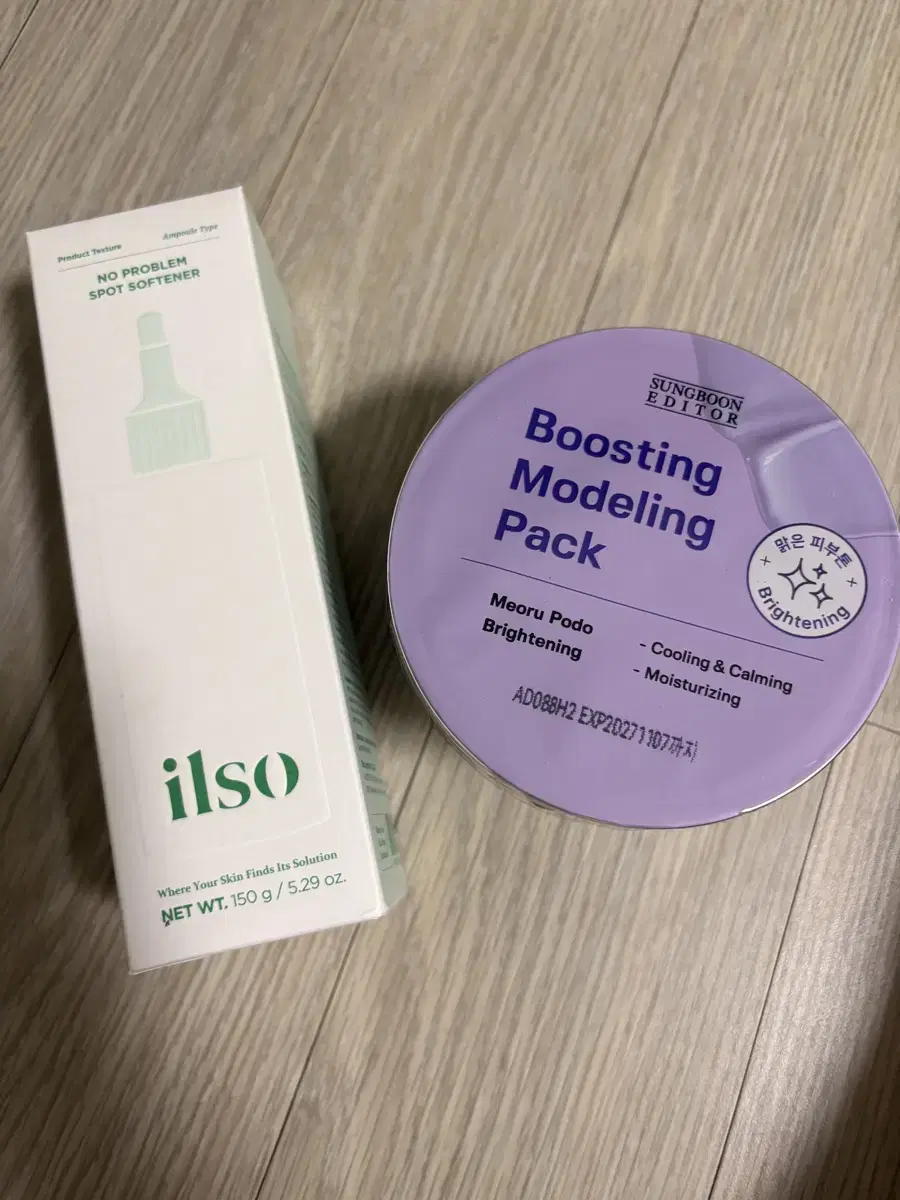 Product Texture
Ampoule Type
NO PROBLEM
SPOT SOFTENER
ilso
Where Your Skin Finds Its Solution
NET WT. 150 g / 5.29 oz.
SUNGBOON
EDITOR
Boosting
Modeling
Pack
맑은 피부톤
Brightening
Meoru Podo
Brightening
- Cooling & Calming
- Moisturizing
AD088H2 EXP20271107까지